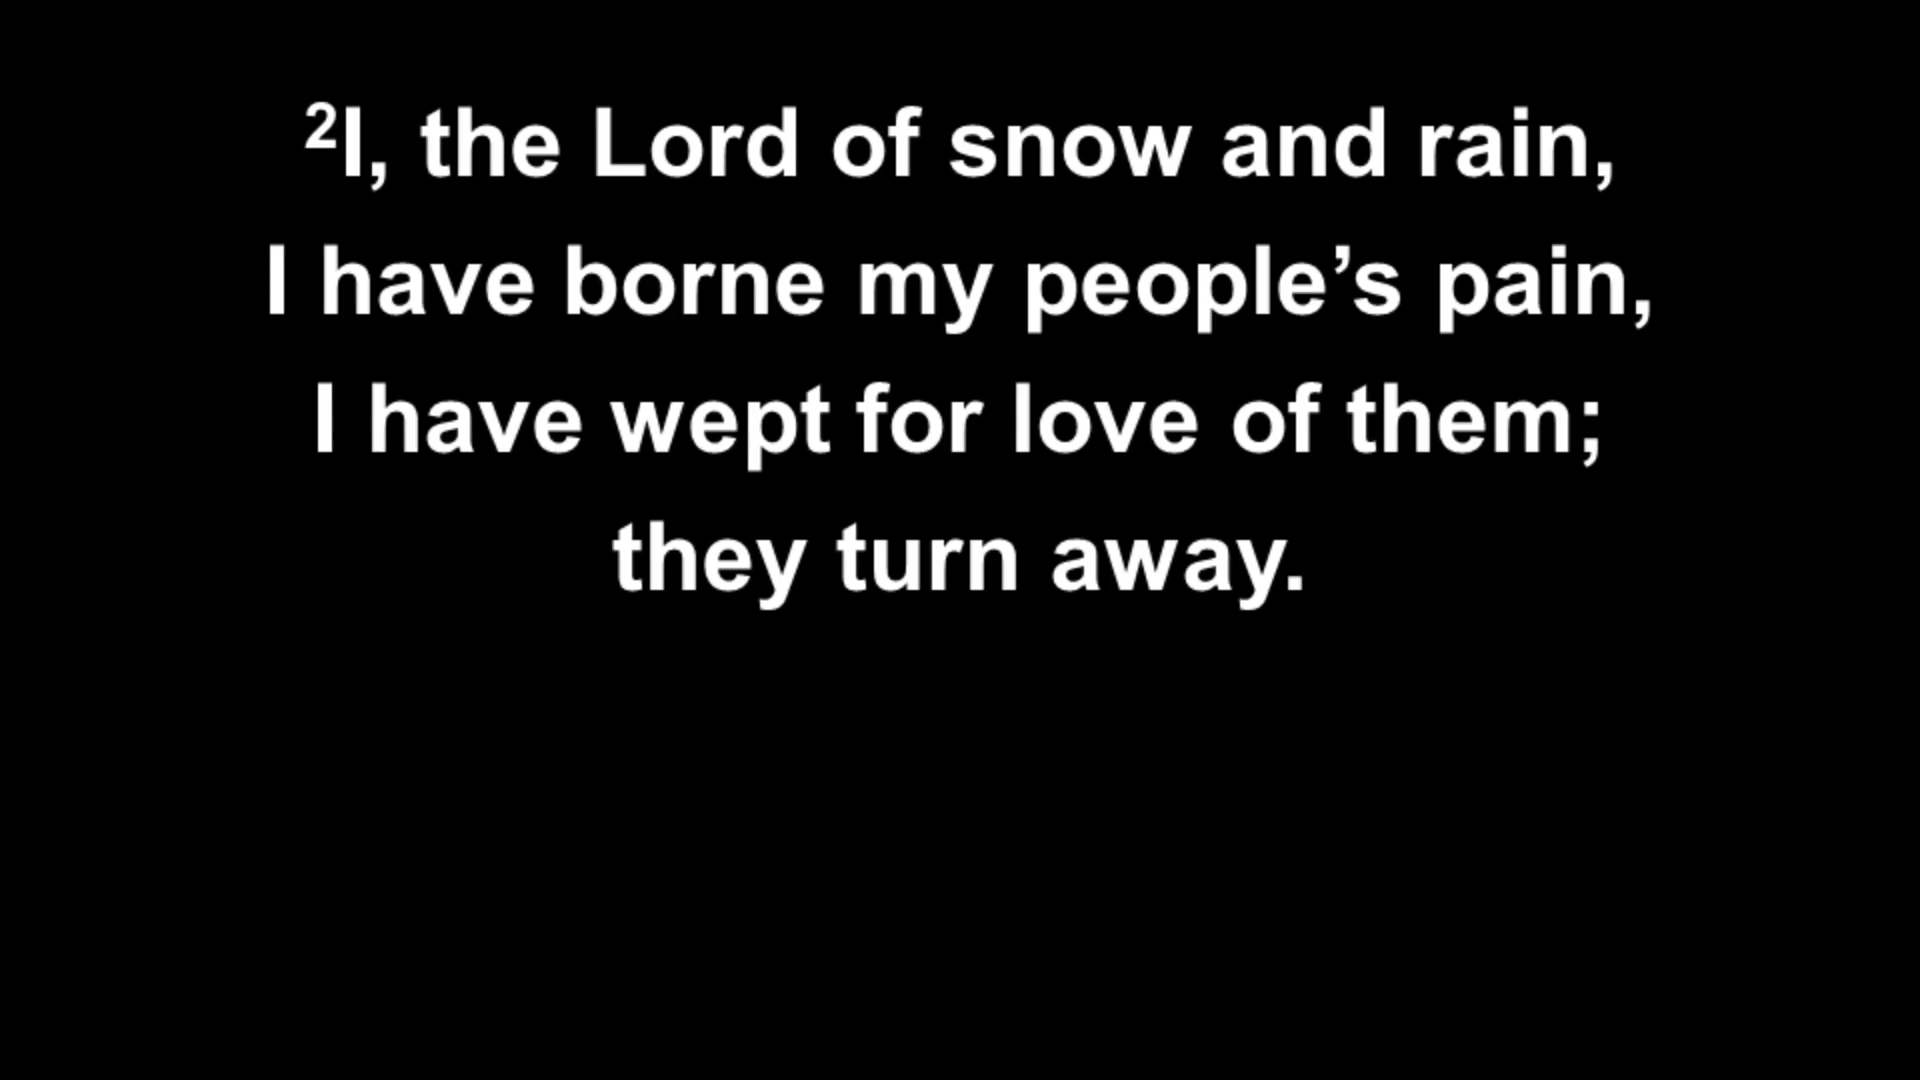 ²I, the Lord of snow and rain,
I have borne my people’s pain,
I have wept for love of them;
they turn away.